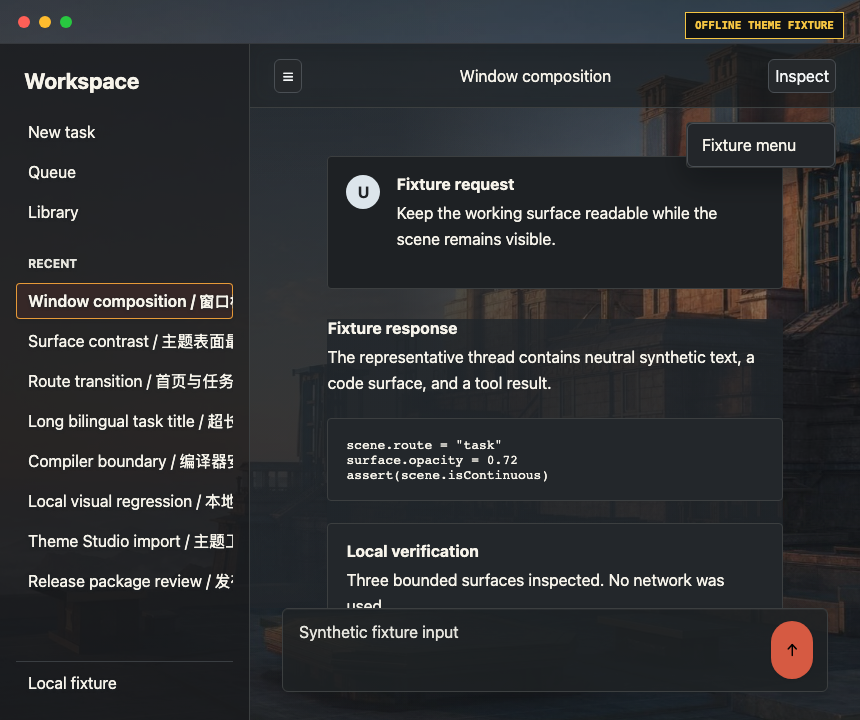 OFFLINE THEME FIXTURE
Workspace
New task
Queue
Library
RECENT
Window composition / 窗口
Surface contrast / 主题表面
Route transition / 首页与任务
Long bilingual task title / 超长
Compiler boundary / 编译器
Local visual regression / 本地
Theme Studio import / 主题
Release package review / 发
Local fixture
Window composition
Inspect
Fixture menu
U
Fixture request
Keep the working surface readable while the
scene remains visible.
Fixture response
The representative thread contains neutral synthetic text, a
code surface, and a tool result.
scene.route = "task"
surface.opacity = 0.72
assert(scene.isContinuous)
Local verification
Three bounded surfaces inspected. No network was
used.
Synthetic fixture input